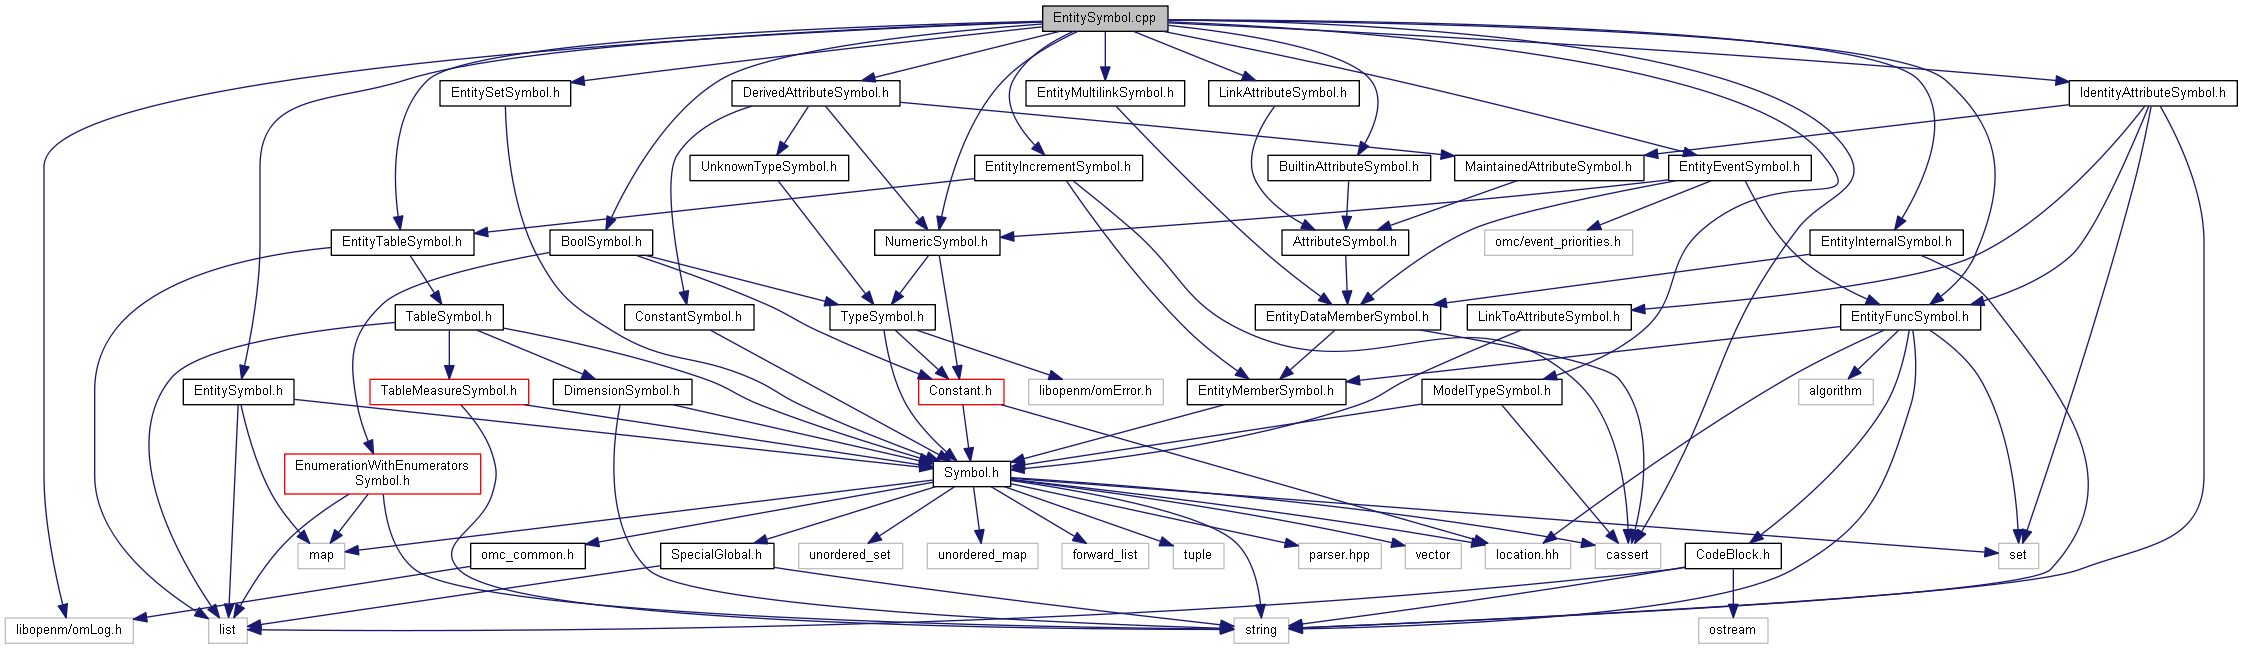 EntitySymbol.cpp
EntitySetSymbol.h
DerivedAttributeSymbol.h
EntityMultilinkSymbol.h
LinkAttributeSymbol.h
IdentityAttributeSymbol.h
UnknownTypeSymbol.h
EntityIncrementSymbol.h
BuiltinAttributeSymbol.h
MaintainedAttributeSymbol.h
EntityEventSymbol.h
EntityTableSymbol.h
BoolSymbol.h
NumericSymbol.h
AttributeSymbol.h
omc/event_priorities.h
EntityInternalSymbol.h
TableSymbol.h
ConstantSymbol.h
TypeSymbol.h
EntityDataMemberSymbol.h
LinkToAttributeSymbol.h
EntityFuncSymbol.h
EntitySymbol.h
TableMeasureSymbol.h
DimensionSymbol.h
Constant.h
libopenm/omError.h
EntityMemberSymbol.h
ModelTypeSymbol.h
algorithm
EnumerationWithEnumerators
Symbol.h
Symbol.h
map
omc_common.h
SpecialGlobal.h
unordered_set
unordered_map
forward_list
tuple
parser.hpp
vector
location.hh
cassert
CodeBlock.h
set
libopenm/omLog.h
list
string
ostream